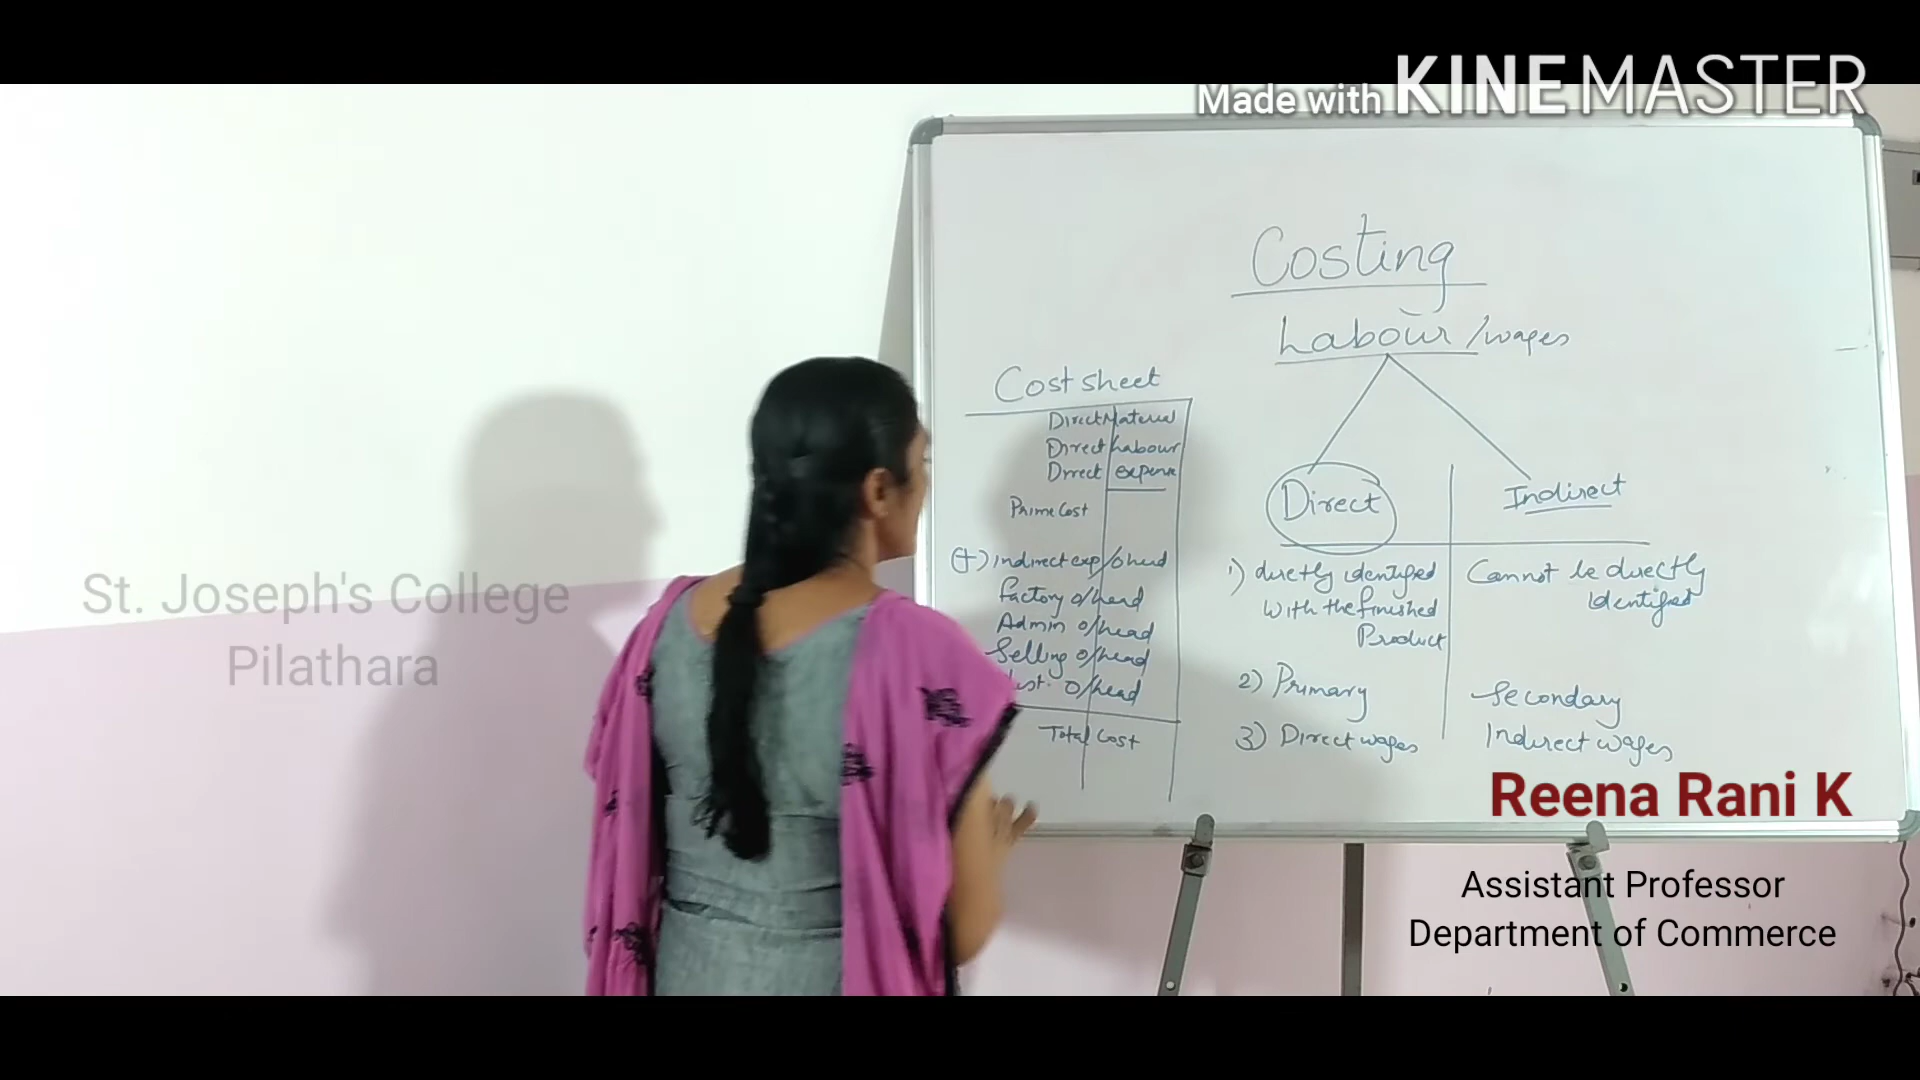 Made with KINEMASTER
Costing
Labour / wages
Cost sheet
Direct Material
Direct Labour
Direct expense
Prime Cost
(+) Indirect exp/ohead
Factory o/head
Admin o/head
Selling o/head
o/head
Total Cost
Direct
Indirect
1) directly identified
with the finished
Product
Cannot be directly
identified
2) Primary
Secondary
3) Direct wages
Indirect wages
St. Joseph's College
Pilathara
Reena Rani K
Assistant Professor
Department of Commerce